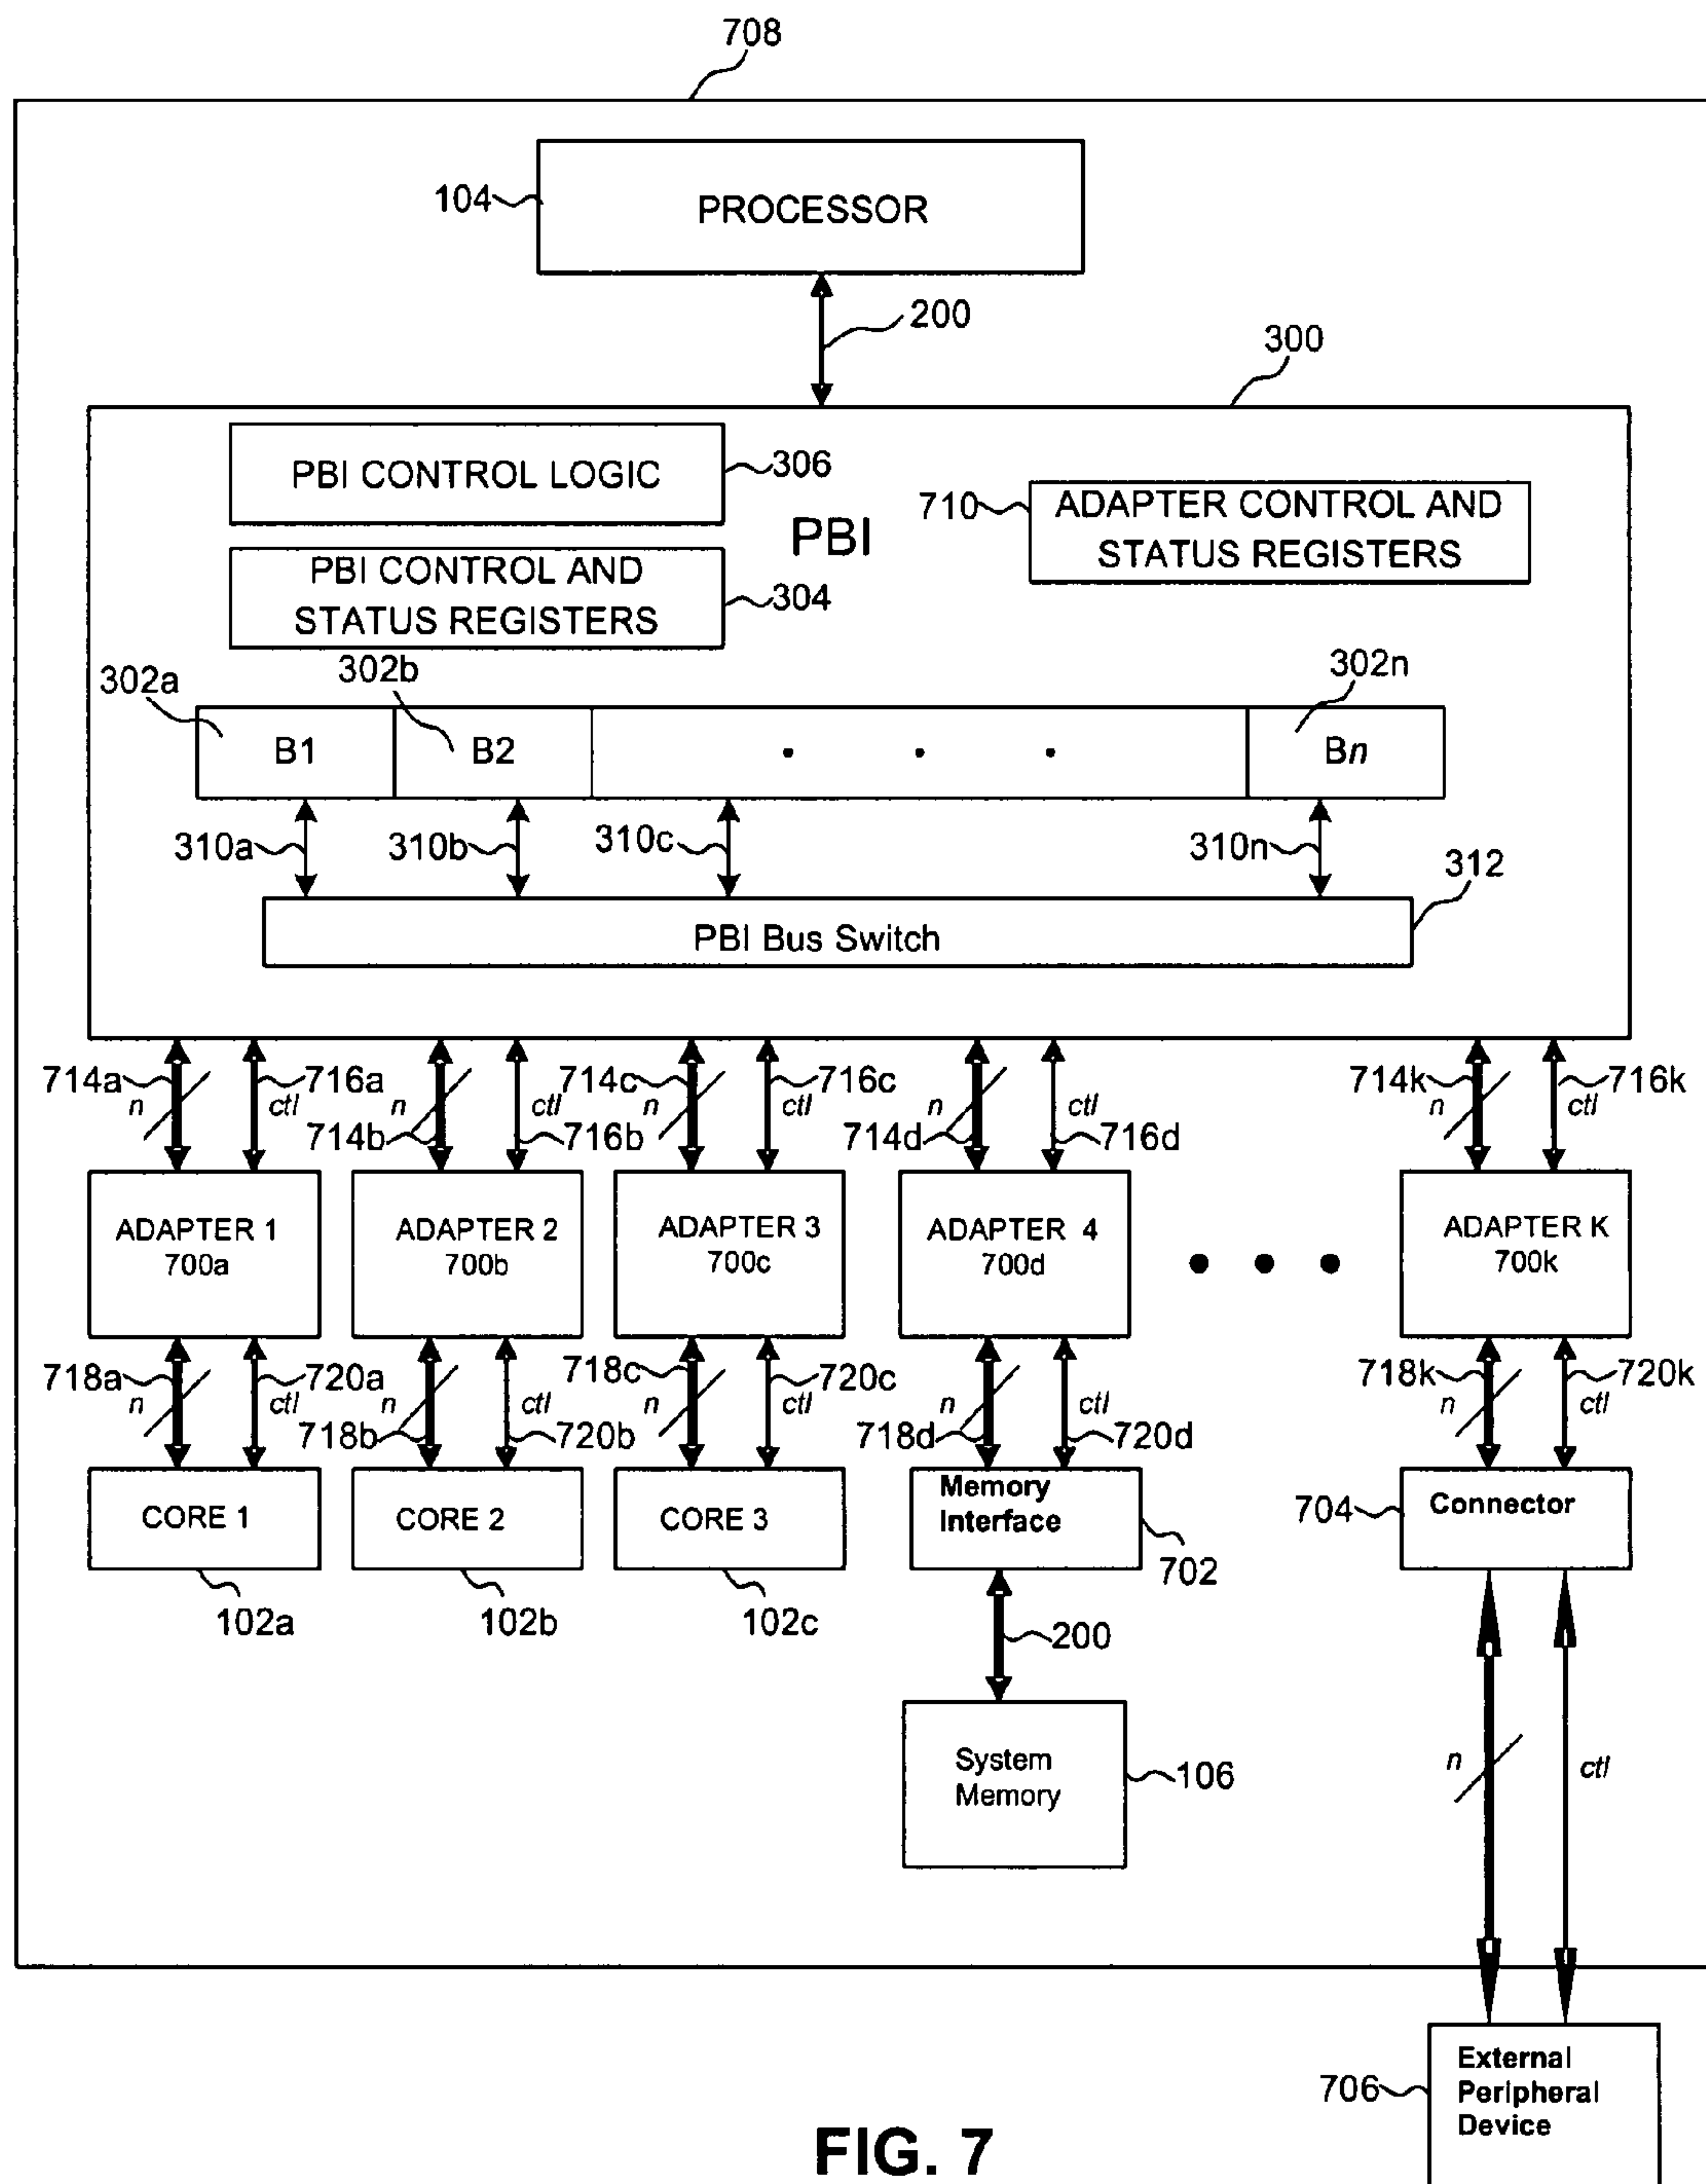 708
104
PROCESSOR
200
300
PBI CONTROL LOGIC
306
PBI
710
ADAPTER CONTROL AND
STATUS REGISTERS
PBI CONTROL AND
STATUS REGISTERS
304
302a
302b
302n
B1
B2
. . .
Bn
310a
310b
310c
310n
312
PBI Bus Switch
714a
n
716a
ctl
714b
n
716b
ctl
714c
n
716c
ctl
714d
n
716d
ctl
714k
n
716k
ctl
ADAPTER 1
700a
ADAPTER 2
700b
ADAPTER 3
700c
ADAPTER 4
700d
• • •
ADAPTER K
700k
718a
n
720a
ctl
718b
n
720b
ctl
718c
n
720c
ctl
718d
n
720d
ctl
718k
n
720k
ctl
CORE 1
CORE 2
CORE 3
Memory
Interface
704
Connector
102a
102b
102c
702
200
System
Memory
106
n
ctl
706
External
Peripheral
Device
FIG. 7